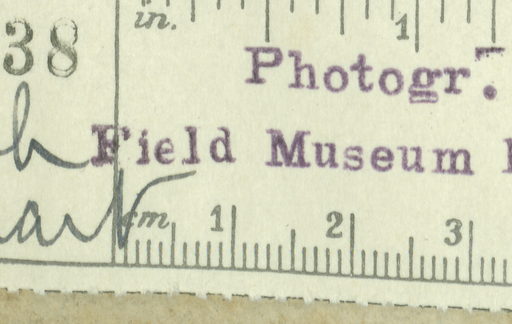 in. 1
38
Photogr.
Field Museum
cm 1 2 3